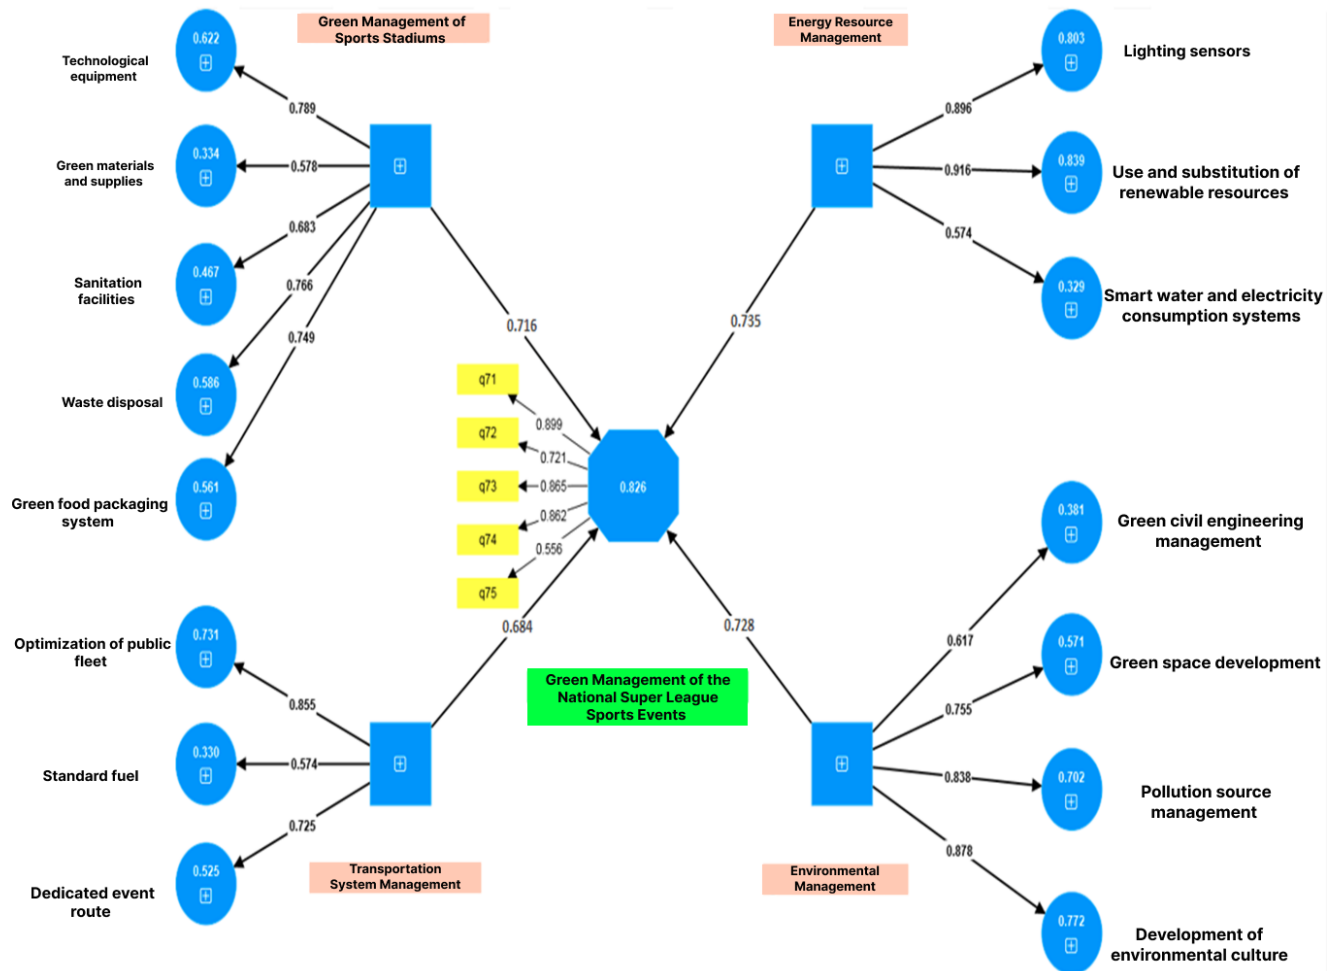 Green Management of
Sports Stadiums
Energy Resource
Management
0.622
Technological
equipment
0.789
0.334
Green materials
and supplies
0.578
0.683
0.467
Sanitation
facilities
0.766
0.749
0.586
Waste disposal
0.561
Green food packaging
system
0.716
0.803
Lighting sensors
0.896
0.839
Use and substitution of
renewable resources
0.916
0.574
0.329
Smart water and electricity
consumption systems
0.735
q71
0.899
q72
0.721
q73
0.865
q74
0.862
q75
0.556
0.826
0.684
0.728
Green Management of the
National Super League
Sports Events
0.731
Optimization of public
fleet
0.855
0.330
Standard fuel
0.574
0.725
0.525
Dedicated event
route
Transportation
System Management
0.381
Green civil engineering
management
0.617
0.571
Green space development
0.755
0.702
Pollution source
management
0.838
0.878
0.772
Development of
environmental culture
Environmental
Management